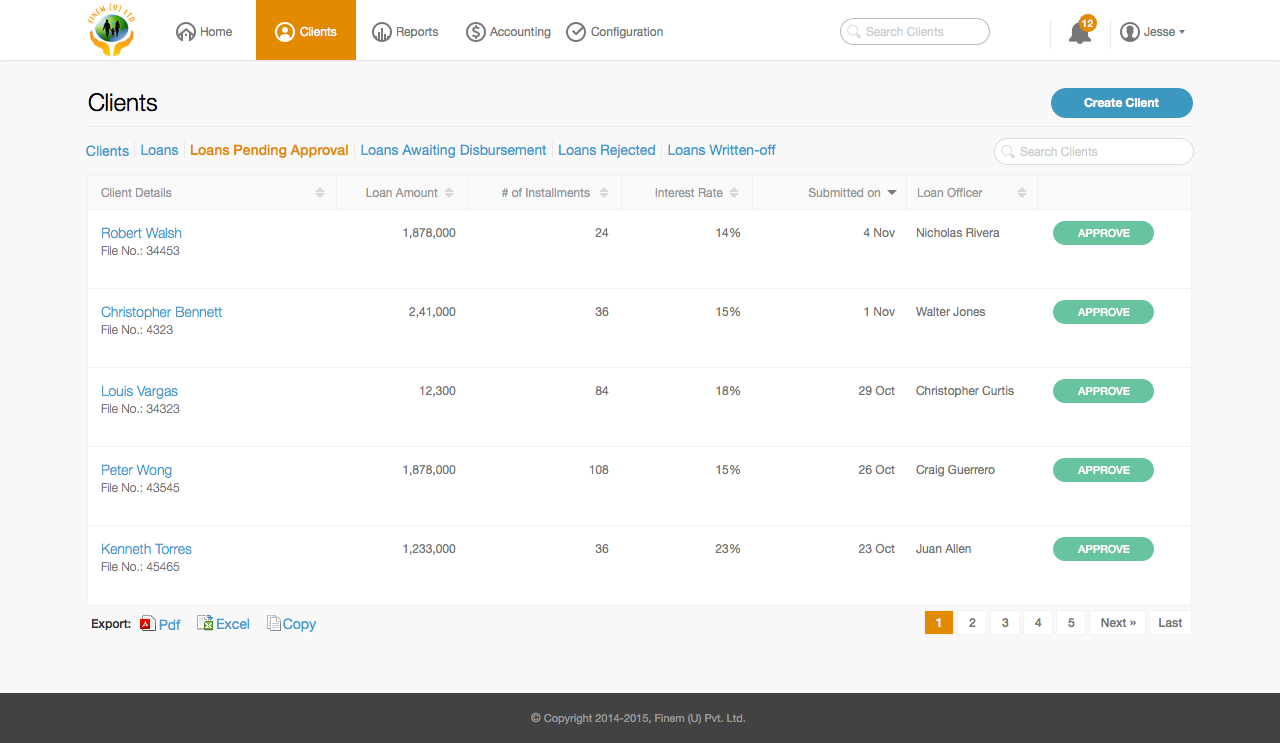 FINEM (U) LTD
Home
Clients
Reports
Accounting
Configuration
Search Clients
12
Jesse
Clients
Create Client
Clients Loans Loans Pending Approval Loans Awaiting Disbursement Loans Rejected Loans Written-off
Search Clients
Client Details Loan Amount # of Installments Interest Rate Submitted on Loan Officer
Robert Walsh 1,878,000 24 14% 4 Nov Nicholas Rivera APPROVE
File No.: 34453
Christopher Bennett 2,41,000 36 15% 1 Nov Walter Jones APPROVE
File No.: 4323
Louis Vargas 12,300 84 18% 29 Oct Christopher Curtis APPROVE
File No.: 34323
Peter Wong 1,878,000 108 15% 26 Oct Craig Guerrero APPROVE
File No.: 43545
Kenneth Torres 1,233,000 36 23% 23 Oct Juan Allen APPROVE
File No.: 45465
Export: Pdf Excel Copy
1 2 3 4 5 Next » Last
© Copyright 2014-2015, Finem (U) Pvt. Ltd.